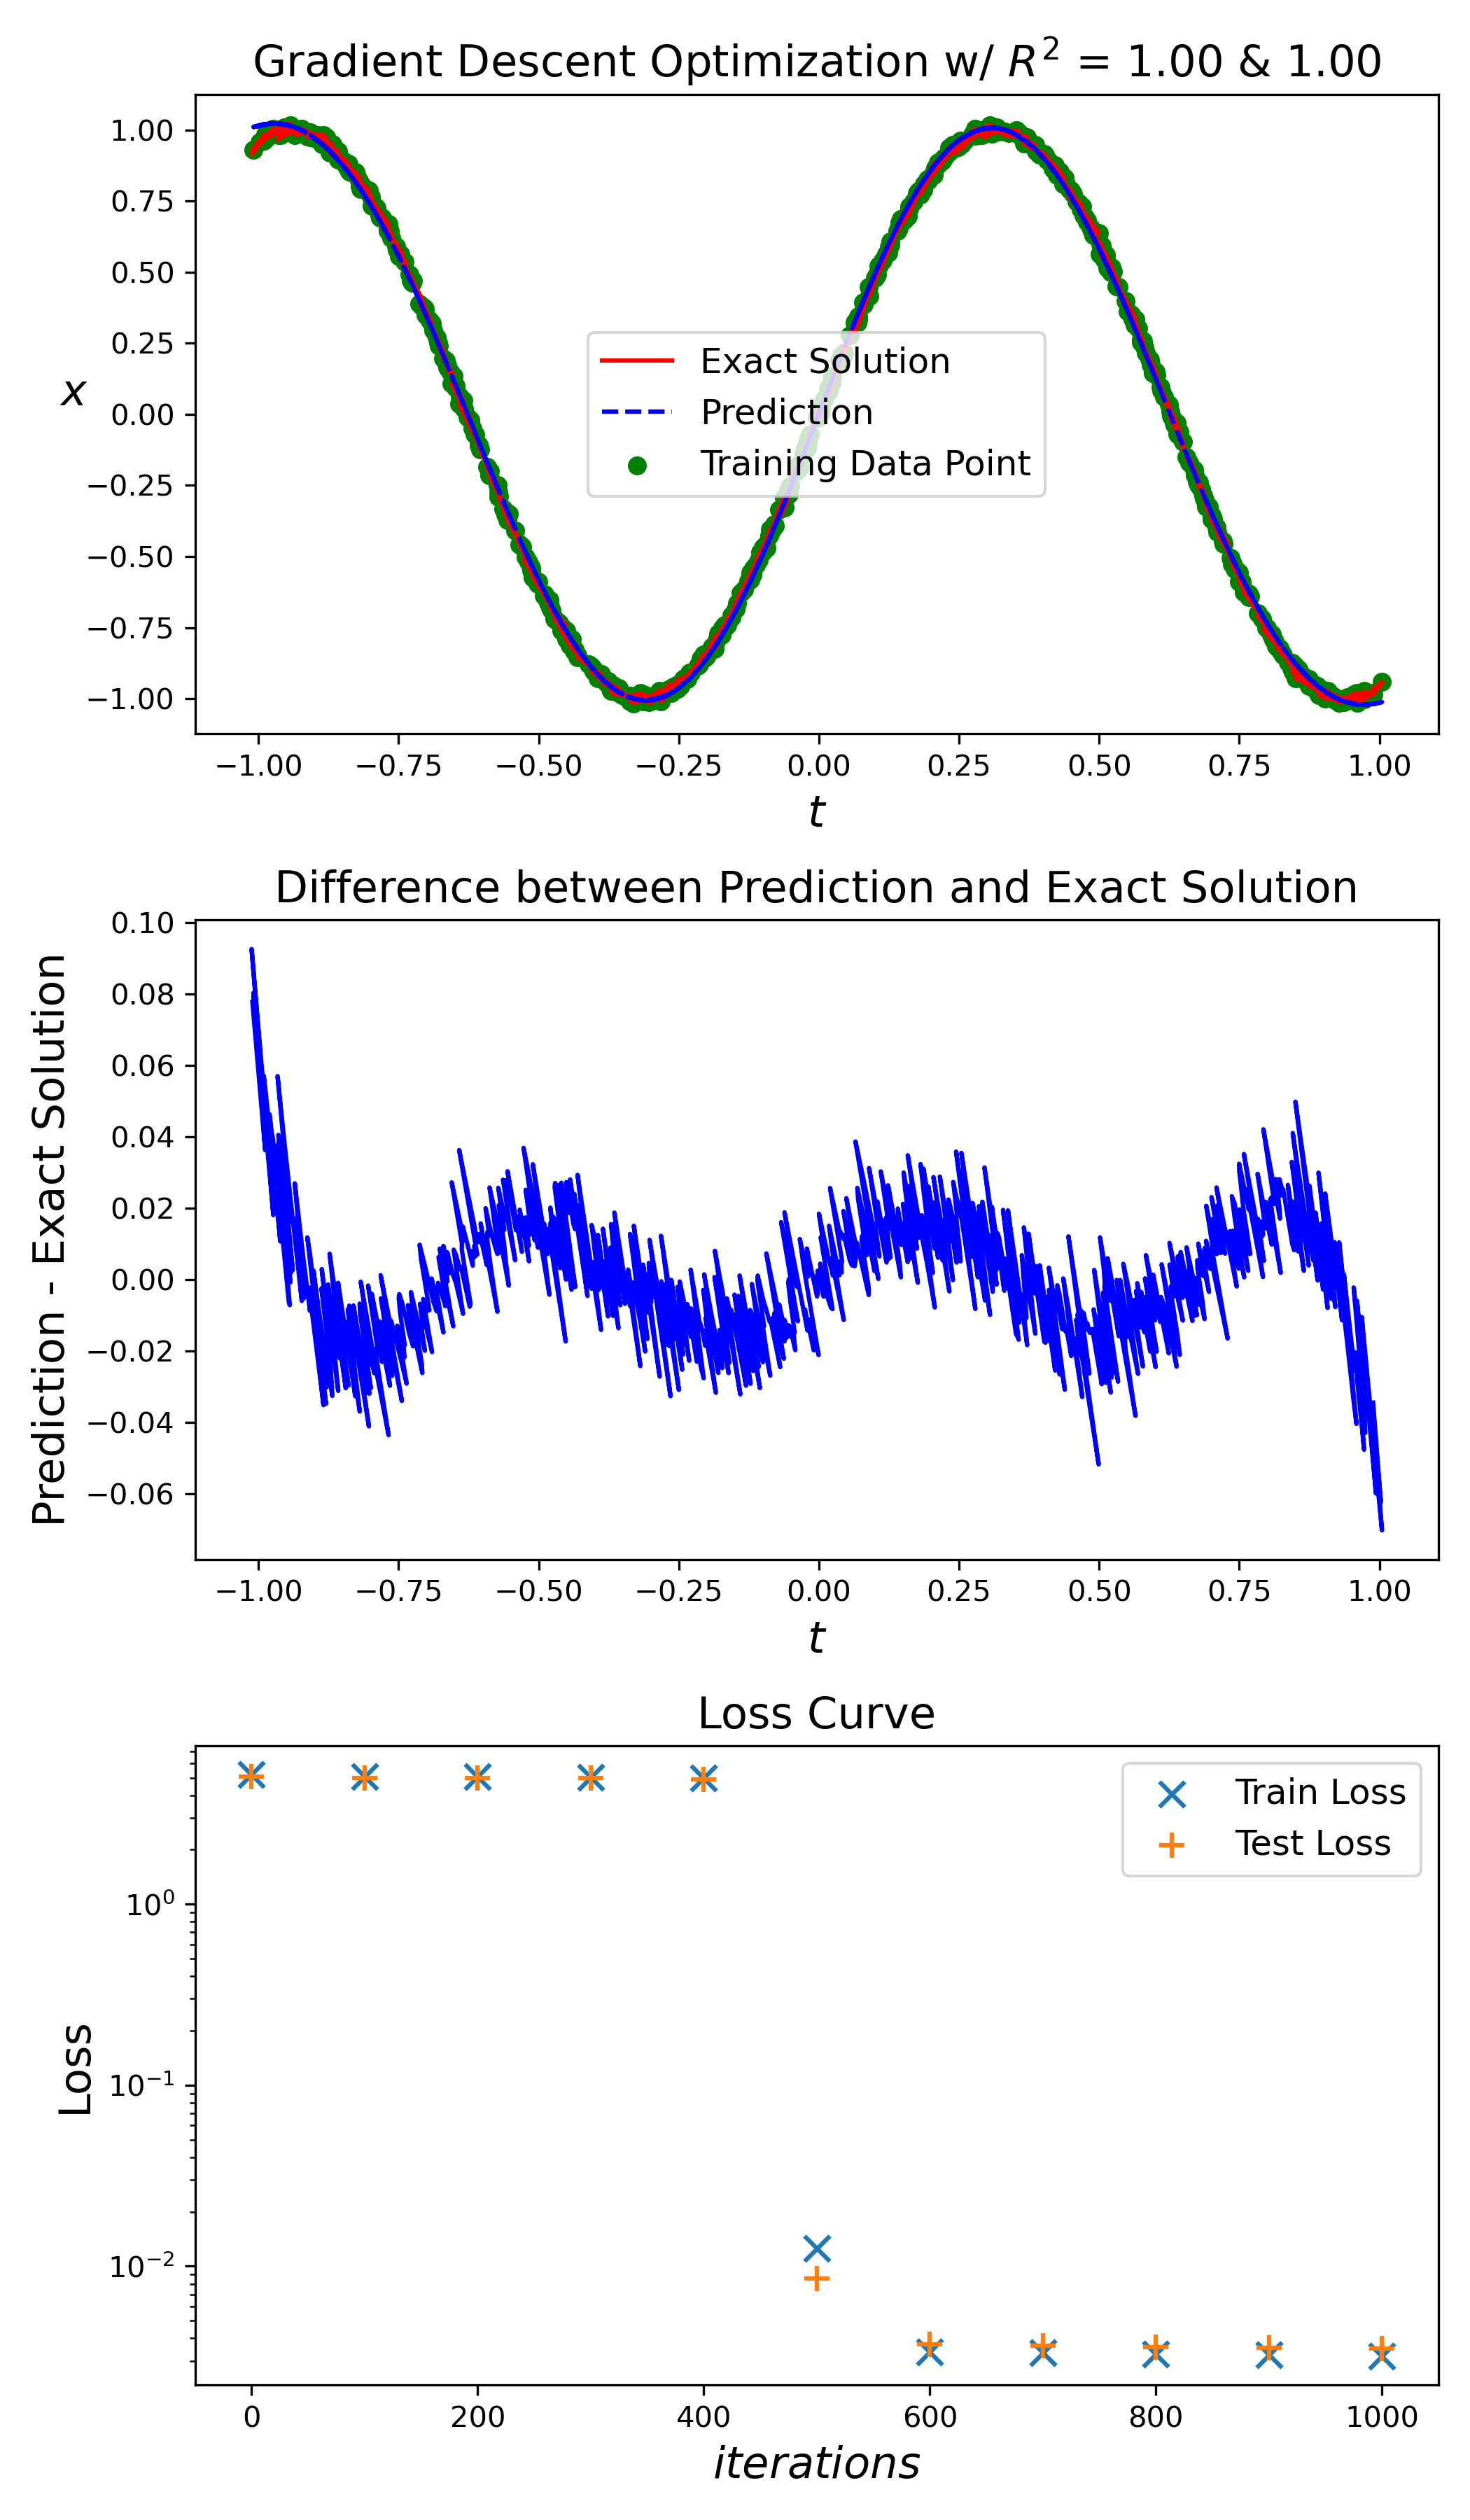 Gradient Descent Optimization w/ R² = 1.00 & 1.00
1.00
0.75
0.50
0.25
0.00
−0.25
−0.50
−0.75
−1.00
x
Exact Solution
Prediction
Training Data Point
−1.00 −0.75 −0.50 −0.25 0.00 0.25 0.50 0.75 1.00
t
Difference between Prediction and Exact Solution
0.10
0.08
0.06
0.04
0.02
0.00
−0.02
−0.04
−0.06
Prediction - Exact Solution
−1.00 −0.75 −0.50 −0.25 0.00 0.25 0.50 0.75 1.00
t
Loss Curve
Train Loss
Test Loss
10⁰
10⁻¹
10⁻²
Loss
0 200 400 600 800 1000
iterations